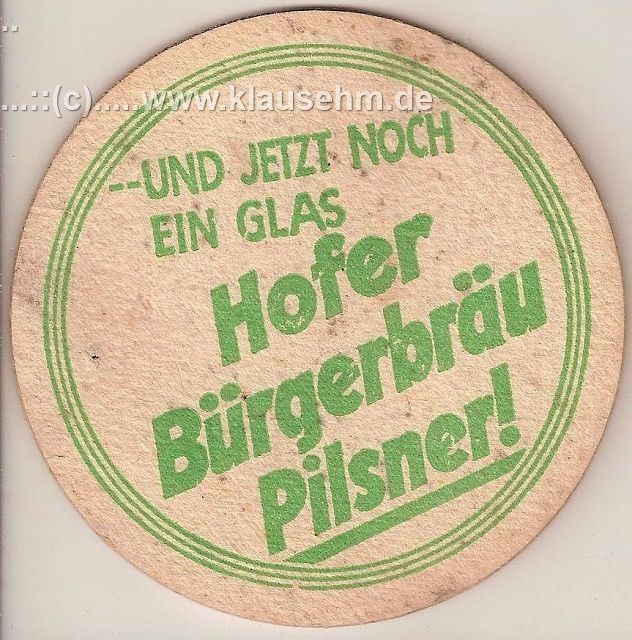 ...::(c).....www.klausehm.de
--UND JETZT NOCH
EIN GLAS
Hofer
Bürgerbräu
Pilsner!